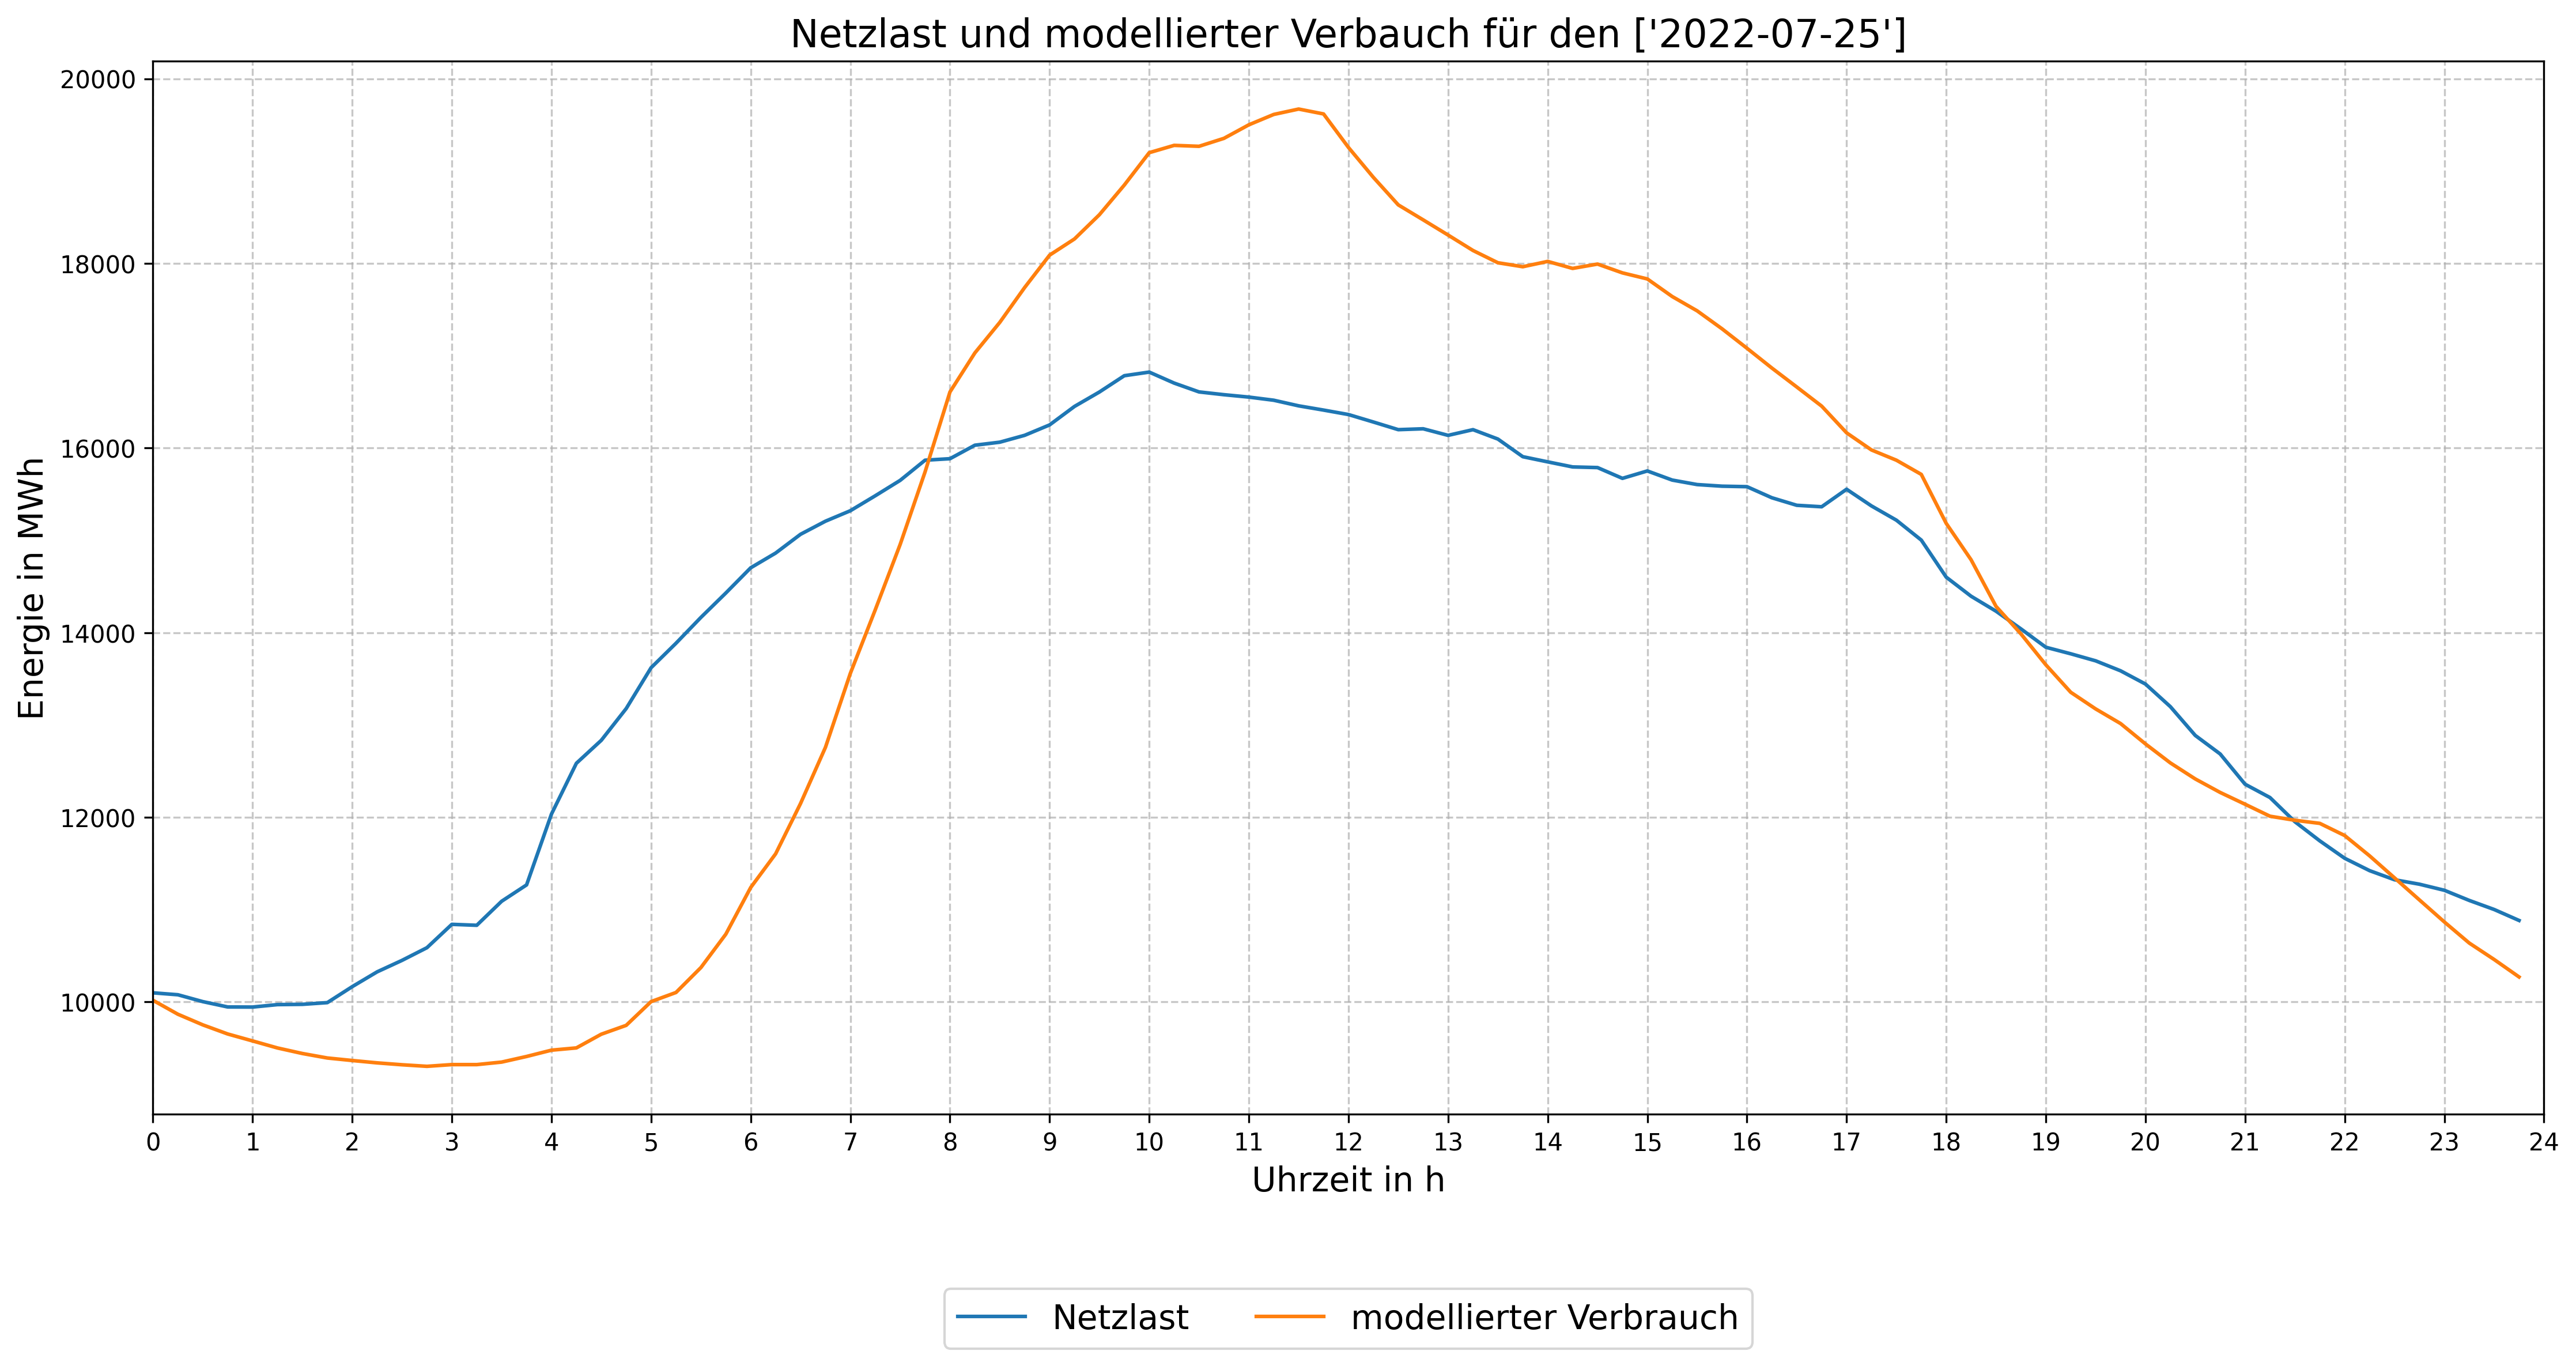 Netzlast und modellierter Verbauch für den ['2022-07-25']
20000
18000
16000
14000
12000
10000
Energie in MWh
0 1 2 3 4 5 6 7 8 9 10 11 12 13 14 15 16 17 18 19 20 21 22 23 24
Uhrzeit in h
Netzlast modellierter Verbrauch